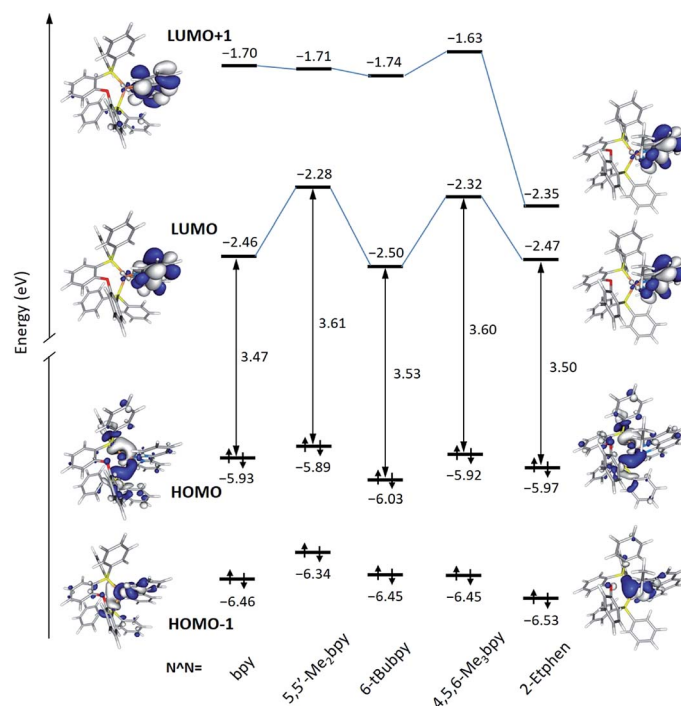 LUMO+1
−1.70
−1.71
−1.74
−1.63
−2.35
LUMO
−2.46
−2.28
−2.50
−2.32
−2.47
Energy (eV)
3.47
3.61
3.53
3.60
3.50
HOMO
−5.93
−5.89
−6.03
−5.92
−5.97
HOMO-1
−6.46
−6.34
−6.45
−6.45
−6.53
N^N=
bpy
5,5′-Me₂bpy
6-tBubpy
4,5,6-Me₃bpy
2-Etphen